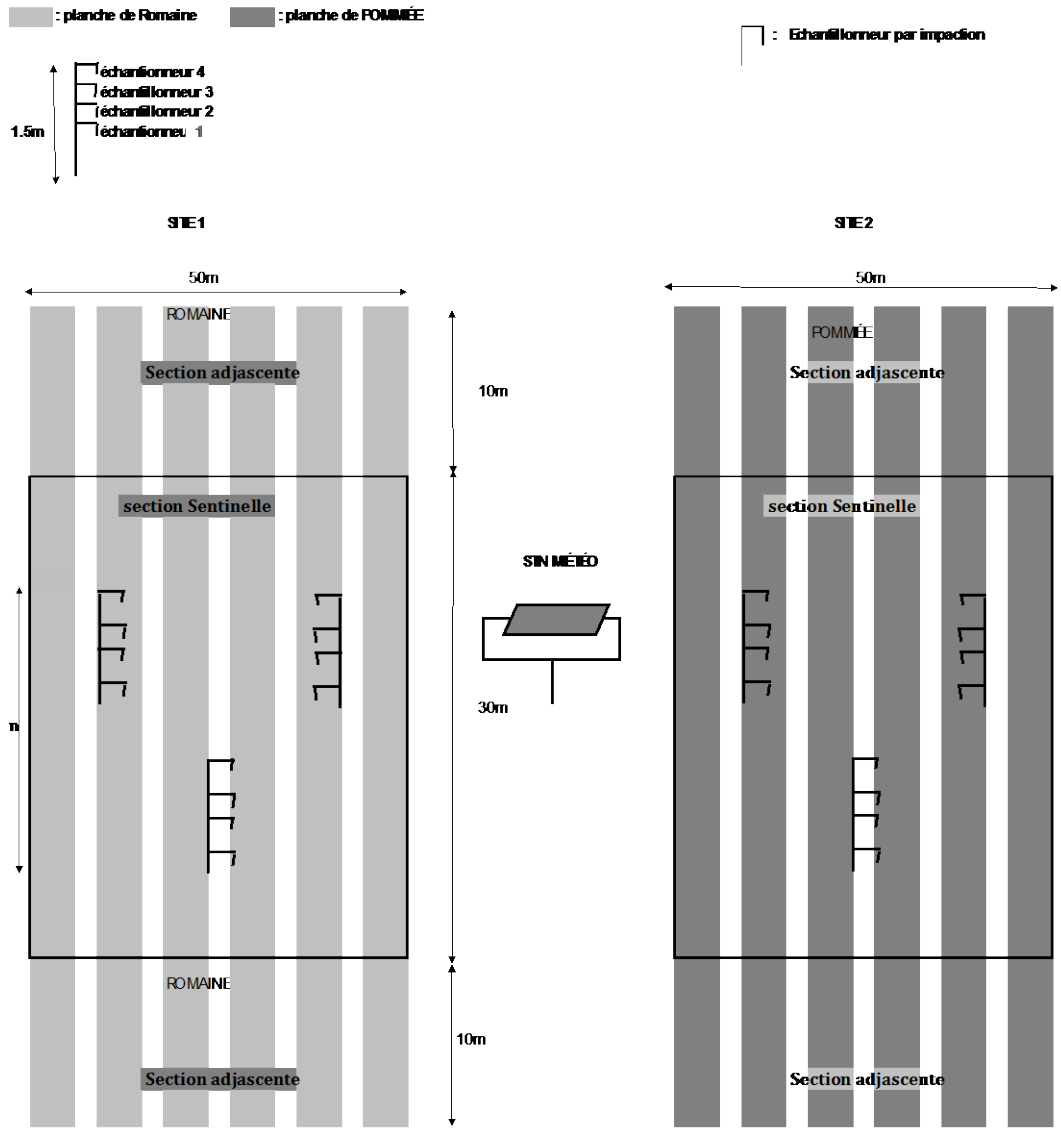 : planche de Romaine
: planche de POMMÉE
: Echantillonneur par impaction
échantionneur 4
échantillonneur 3
échantillonneur 2
échantionneu 1
1.5m
SITE 1
SITE 2
50m
50m
ROMAINE
POMMÉE
Section adjascente
Section adjascente
10m
section Sentinelle
section Sentinelle
STN MÉTÉO
30m
m
ROMAINE
10m
Section adjascente
Section adjascente